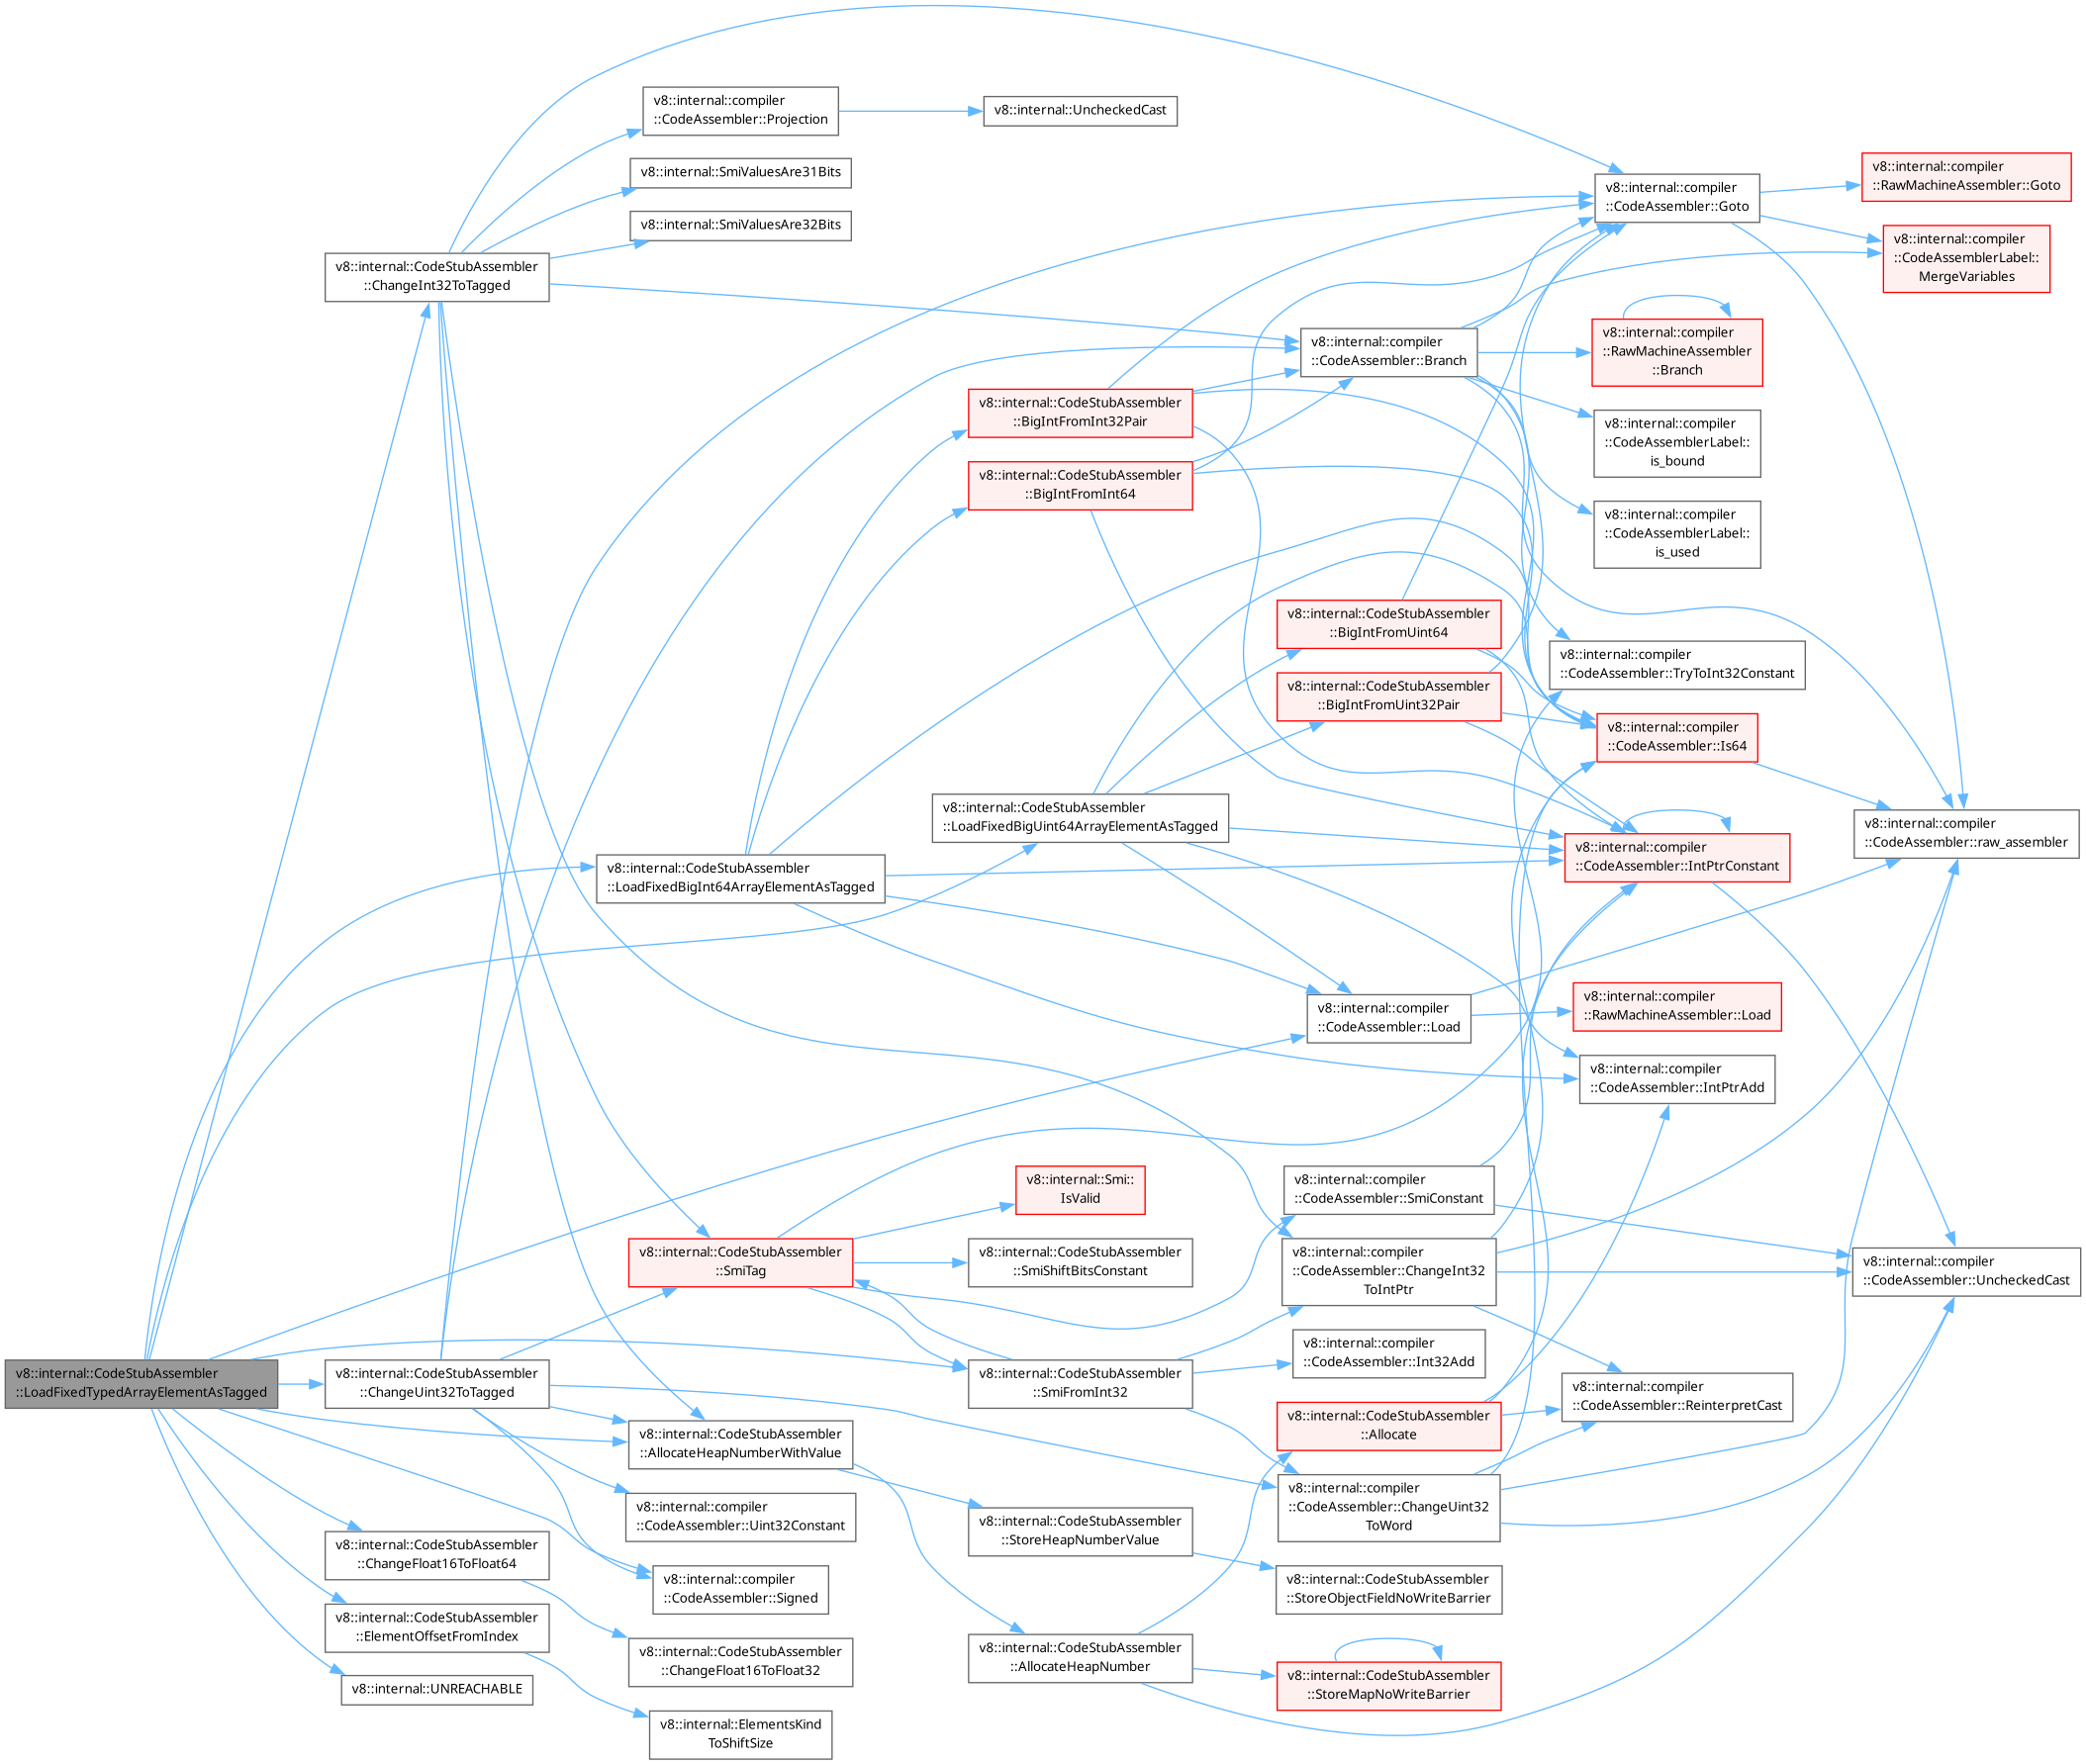 v8::internal::compiler
::CodeAssembler::Projection
v8::internal::UncheckedCast
v8::internal::SmiValuesAre31Bits
v8::internal::SmiValuesAre32Bits
v8::internal::CodeStubAssembler
::ChangeInt32ToTagged
v8::internal::compiler
::CodeAssembler::Goto
v8::internal::compiler
::RawMachineAssembler::Goto
v8::internal::compiler
::CodeAssemblerLabel::
MergeVariables
v8::internal::compiler
::CodeAssembler::Branch
v8::internal::compiler
::RawMachineAssembler
::Branch
v8::internal::CodeStubAssembler
::BigIntFromInt32Pair
v8::internal::compiler
::CodeAssemblerLabel::
is_bound
v8::internal::CodeStubAssembler
::BigIntFromInt64
v8::internal::compiler
::CodeAssemblerLabel::
is_used
v8::internal::CodeStubAssembler
::BigIntFromUint64
v8::internal::compiler
::CodeAssembler::TryToInt32Constant
v8::internal::CodeStubAssembler
::BigIntFromUint32Pair
v8::internal::compiler
::CodeAssembler::Is64
v8::internal::CodeStubAssembler
::LoadFixedBigUint64ArrayElementAsTagged
v8::internal::compiler
::CodeAssembler::raw_assembler
v8::internal::compiler
::CodeAssembler::IntPtrConstant
v8::internal::CodeStubAssembler
::LoadFixedBigInt64ArrayElementAsTagged
v8::internal::compiler
::CodeAssembler::Load
v8::internal::compiler
::RawMachineAssembler::Load
v8::internal::compiler
::CodeAssembler::IntPtrAdd
v8::internal::Smi::
IsValid
v8::internal::compiler
::CodeAssembler::SmiConstant
v8::internal::CodeStubAssembler
::SmiTag
v8::internal::CodeStubAssembler
::SmiShiftBitsConstant
v8::internal::compiler
::CodeAssembler::ChangeInt32
ToIntPtr
v8::internal::compiler
::CodeAssembler::UncheckedCast
v8::internal::CodeStubAssembler
::LoadFixedTypedArrayElementAsTagged
v8::internal::CodeStubAssembler
::ChangeUint32ToTagged
v8::internal::CodeStubAssembler
::SmiFromInt32
v8::internal::compiler
::CodeAssembler::Int32Add
v8::internal::compiler
::CodeAssembler::ReinterpretCast
v8::internal::CodeStubAssembler
::AllocateHeapNumberWithValue
v8::internal::CodeStubAssembler
::Allocate
v8::internal::compiler
::CodeAssembler::Uint32Constant
v8::internal::CodeStubAssembler
::StoreHeapNumberValue
v8::internal::compiler
::CodeAssembler::ChangeUint32
ToWord
v8::internal::CodeStubAssembler
::ChangeFloat16ToFloat64
v8::internal::compiler
::CodeAssembler::Signed
v8::internal::CodeStubAssembler
::StoreObjectFieldNoWriteBarrier
v8::internal::CodeStubAssembler
::ElementOffsetFromIndex
v8::internal::CodeStubAssembler
::ChangeFloat16ToFloat32
v8::internal::CodeStubAssembler
::AllocateHeapNumber
v8::internal::CodeStubAssembler
::StoreMapNoWriteBarrier
v8::internal::UNREACHABLE
v8::internal::ElementsKind
ToShiftSize